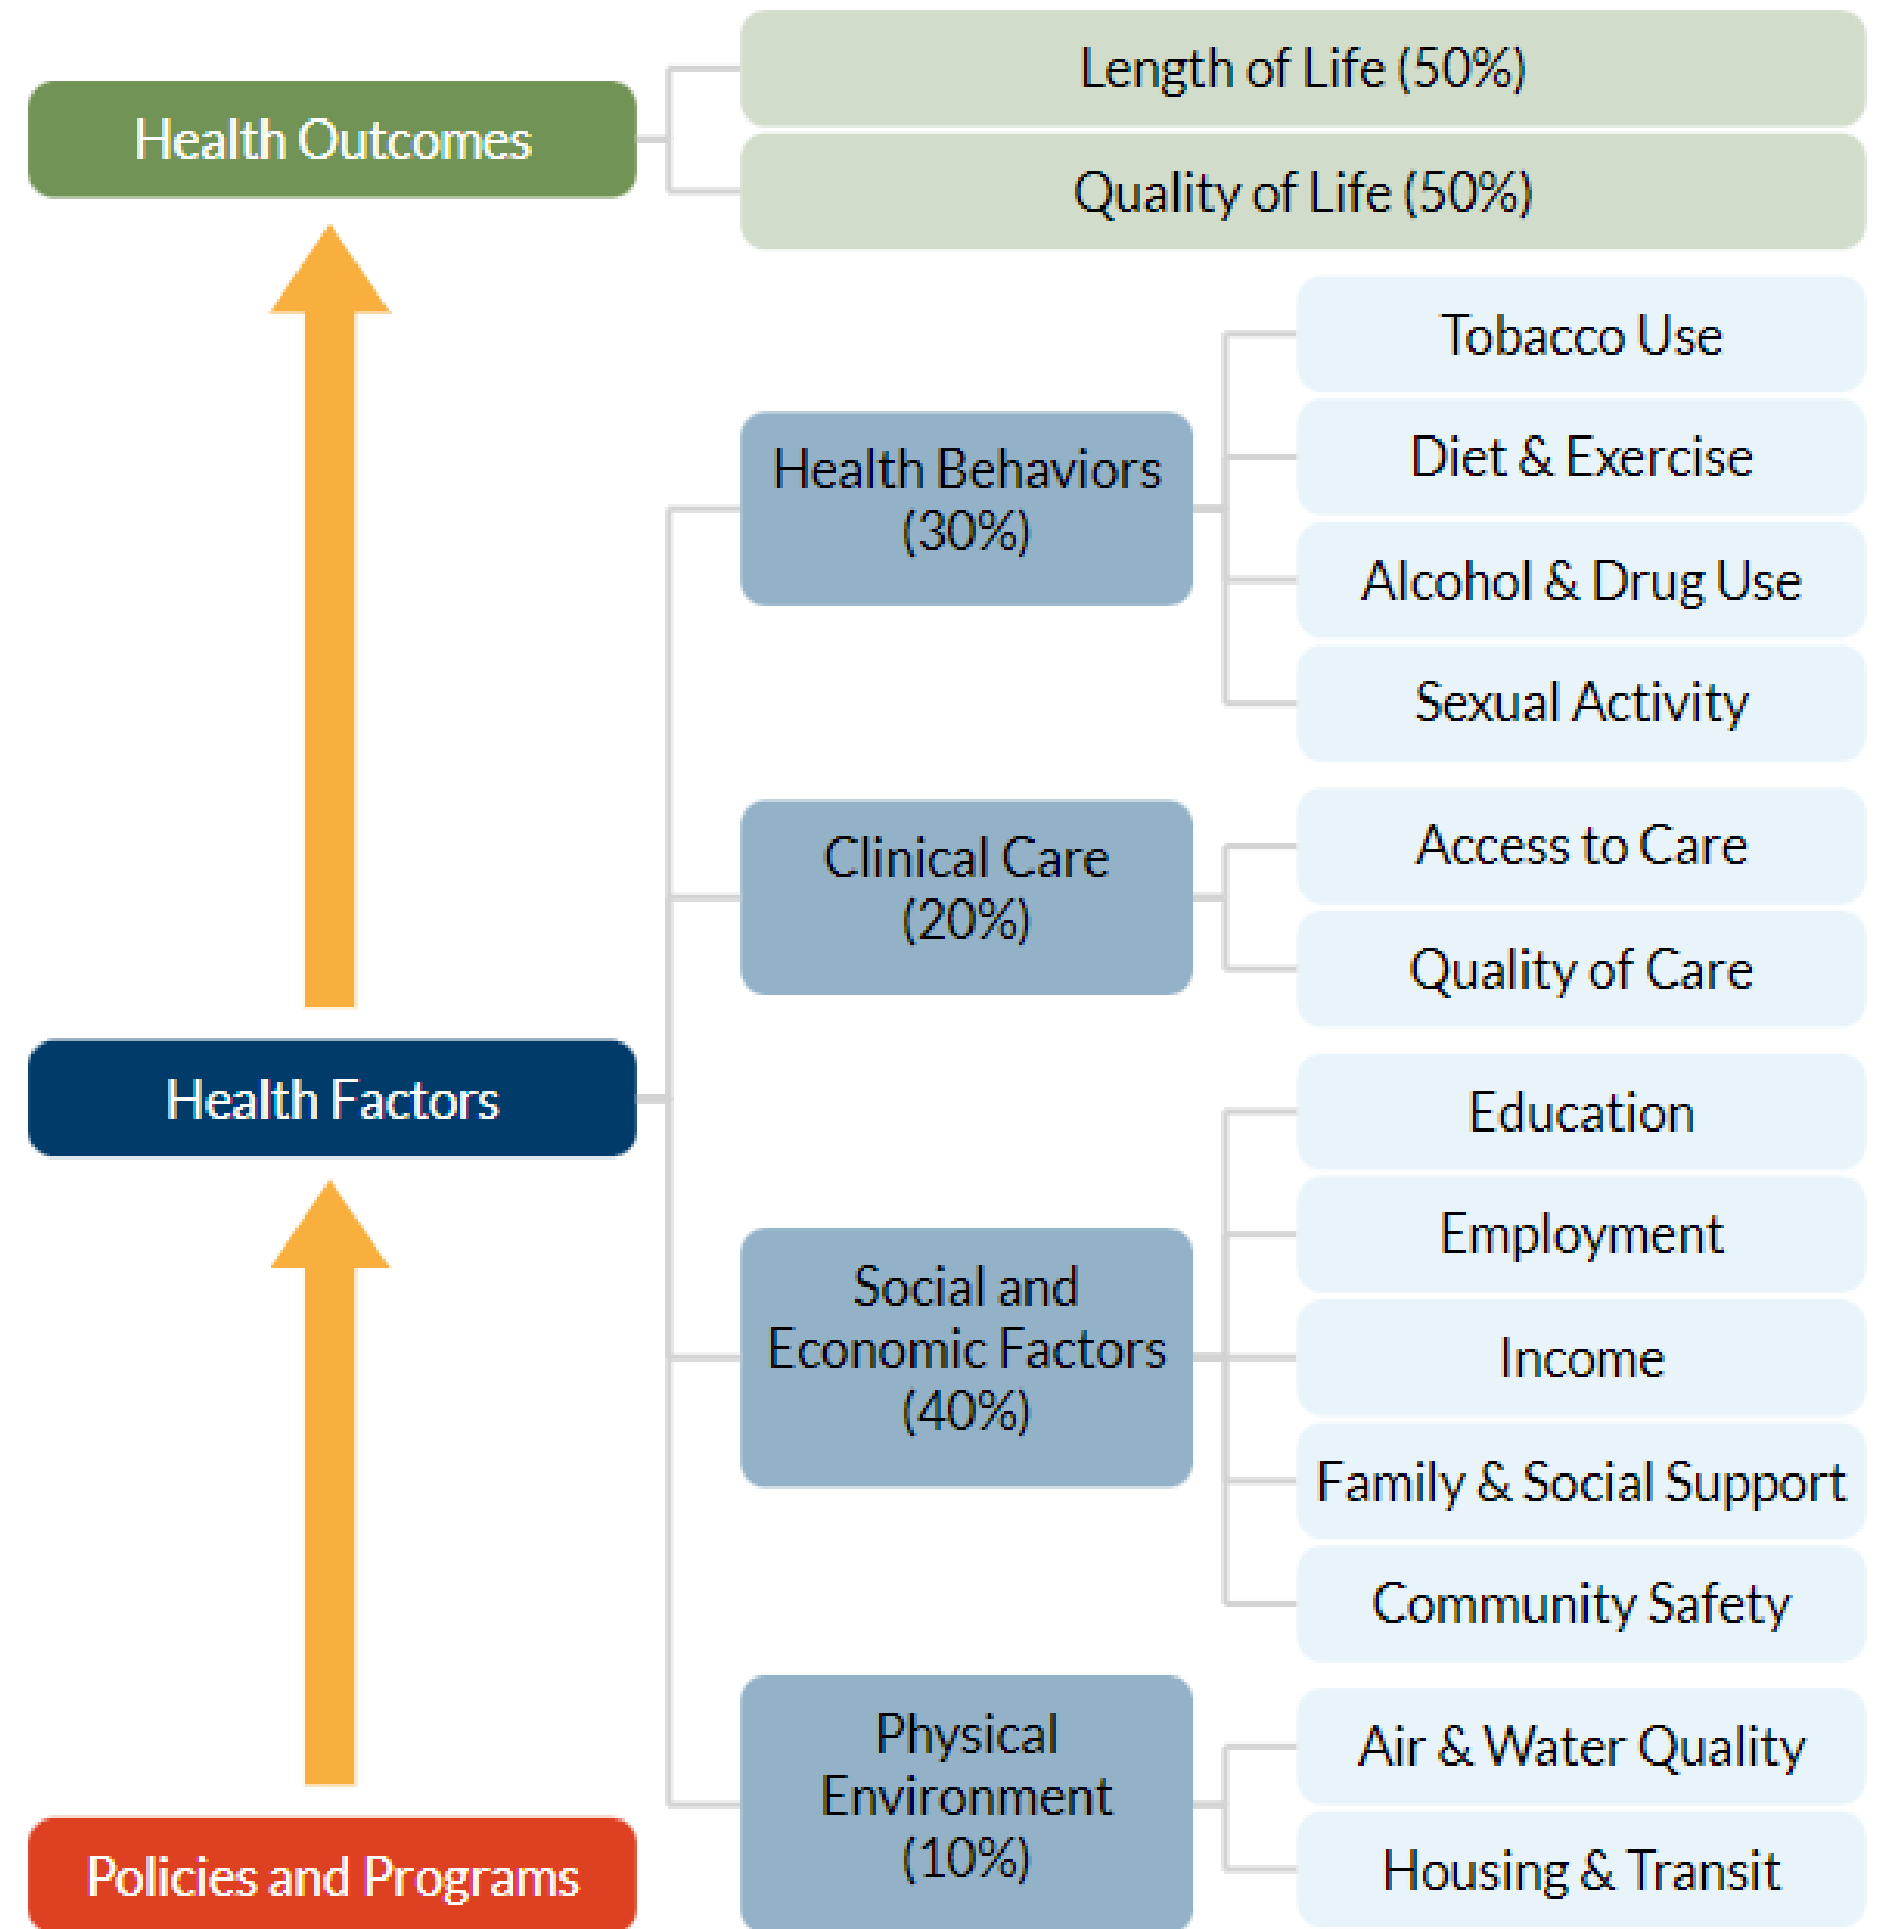 Health Outcomes
Length of Life (50%)
Quality of Life (50%)
Health Factors
Health Behaviors
(30%)
Tobacco Use
Diet & Exercise
Alcohol & Drug Use
Sexual Activity
Clinical Care
(20%)
Access to Care
Quality of Care
Social and
Economic Factors
(40%)
Education
Employment
Income
Family & Social Support
Community Safety
Physical
Environment
(10%)
Air & Water Quality
Housing & Transit
Policies and Programs